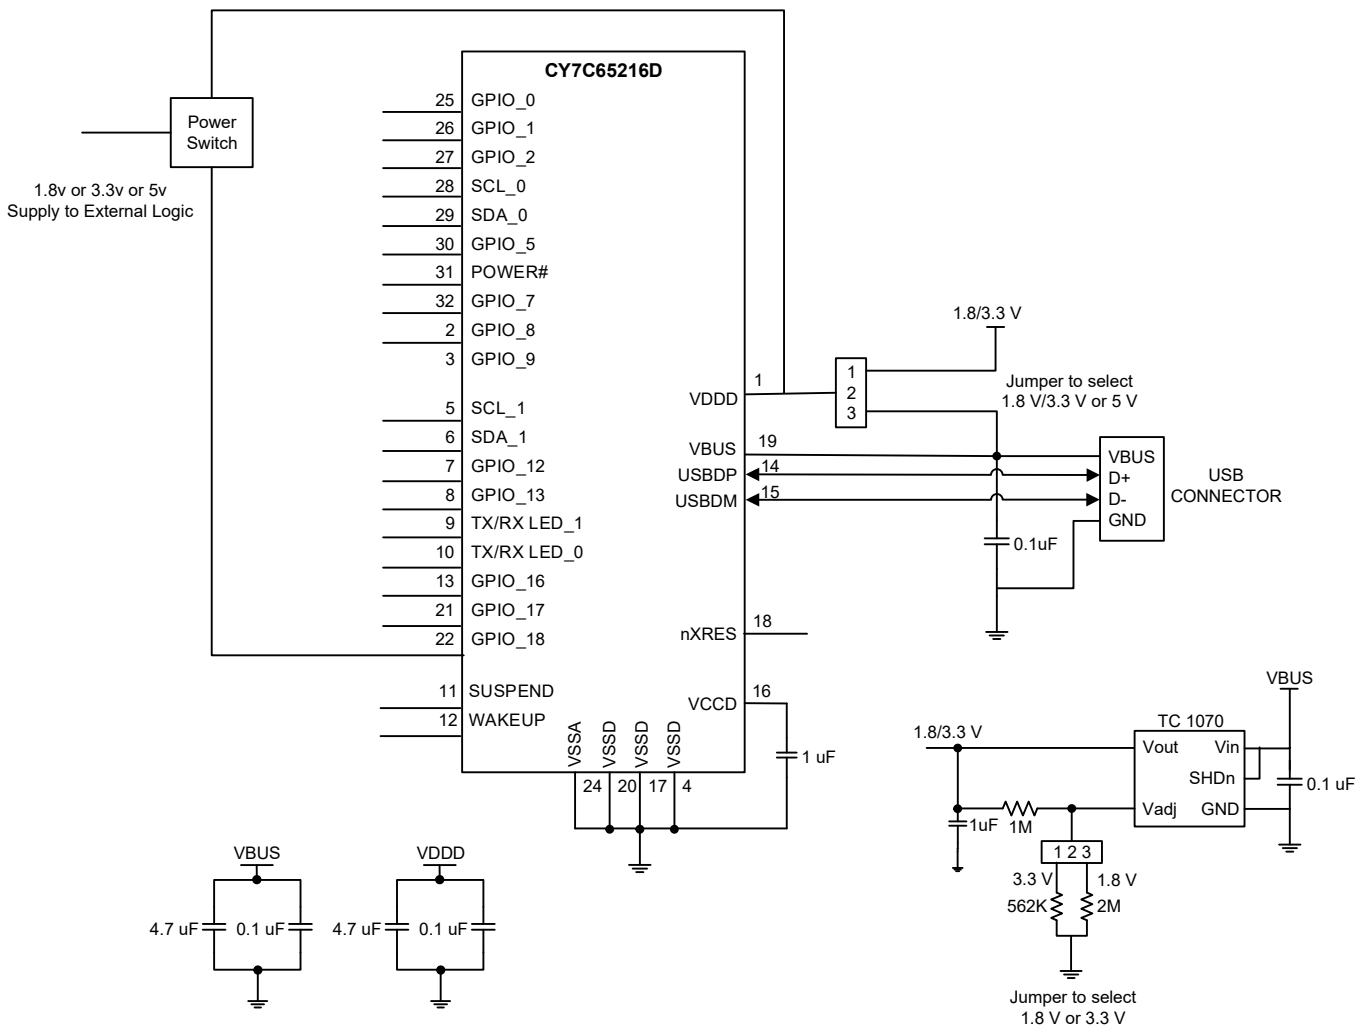 CY7C65216D
Power
Switch
1.8v or 3.3v or 5v
Supply to External Logic
25 GPIO_0
26 GPIO_1
27 GPIO_2
28 SCL_0
29 SDA_0
30 GPIO_5
31 POWER#
32 GPIO_7
2 GPIO_8
3 GPIO_9
5 SCL_1
6 SDA_1
7 GPIO_12
8 GPIO_13
9 TX/RX LED_1
10 TX/RX LED_0
13 GPIO_16
21 GPIO_17
22 GPIO_18
11 SUSPEND
12 WAKEUP
VDDD 1
VBUS 19
USBDP 14
USBDM 15
nXRES 18
VCCD 16
1 uF
VSSA
VSSD
VSSD
VSSD
24 20 17 4
1.8/3.3 V
1
2
3
Jumper to select
1.8 V/3.3 V or 5 V
VBUS
D+
D-
GND
USB
CONNECTOR
0.1uF
VBUS
4.7 uF 0.1 uF
VDDD
4.7 uF 0.1 uF
VBUS
TC 1070
1.8/3.3 V
Vout Vin
SHDn
Vadj GND
0.1 uF
1uF 1M
1 2 3
3.3 V 1.8 V
562K 2M
Jumper to select
1.8 V or 3.3 V